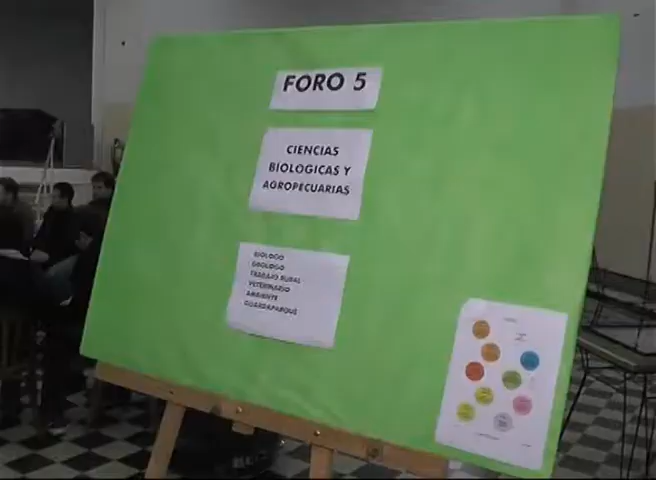 FORO 5
CIENCIAS
BIOLOGICAS Y
AGROPECUARIAS
BIOLOGO
GEOLOGO
TRABAJO RURAL
VETERINARIO
AMBIENTE
GUARDAPARQUE